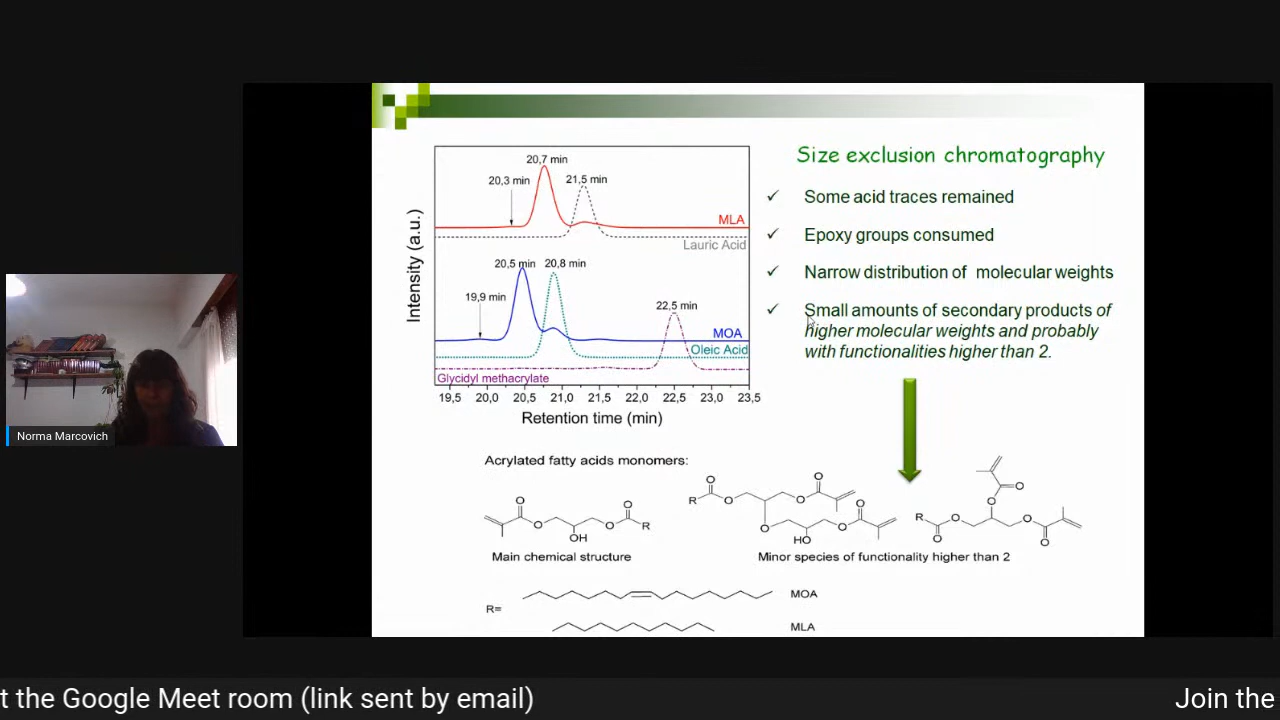 Size exclusion chromatography
20,7 min
20,3 min
21,5 min
MLA
Lauric Acid
20,5 min
20,8 min
19,9 min
22,5 min
MOA
Oleic Acid
Glycidyl methacrylate
Intensity (a.u.)
19,5 20,0 20,5 21,0 21,5 22,0 22,5 23,0 23,5
Retention time (min)
✓ Some acid traces remained
✓ Epoxy groups consumed
✓ Narrow distribution of molecular weights
✓ Small amounts of secondary products of
higher molecular weights and probably
with functionalities higher than 2.
Acrylated fatty acids monomers:
O O O R OH
Main chemical structure
R O O O O O O O HO O
R O O O O O O
Minor species of functionality higher than 2
R=
MOA
MLA
Norma Marcovich
t the Google Meet room (link sent by email)
Join the